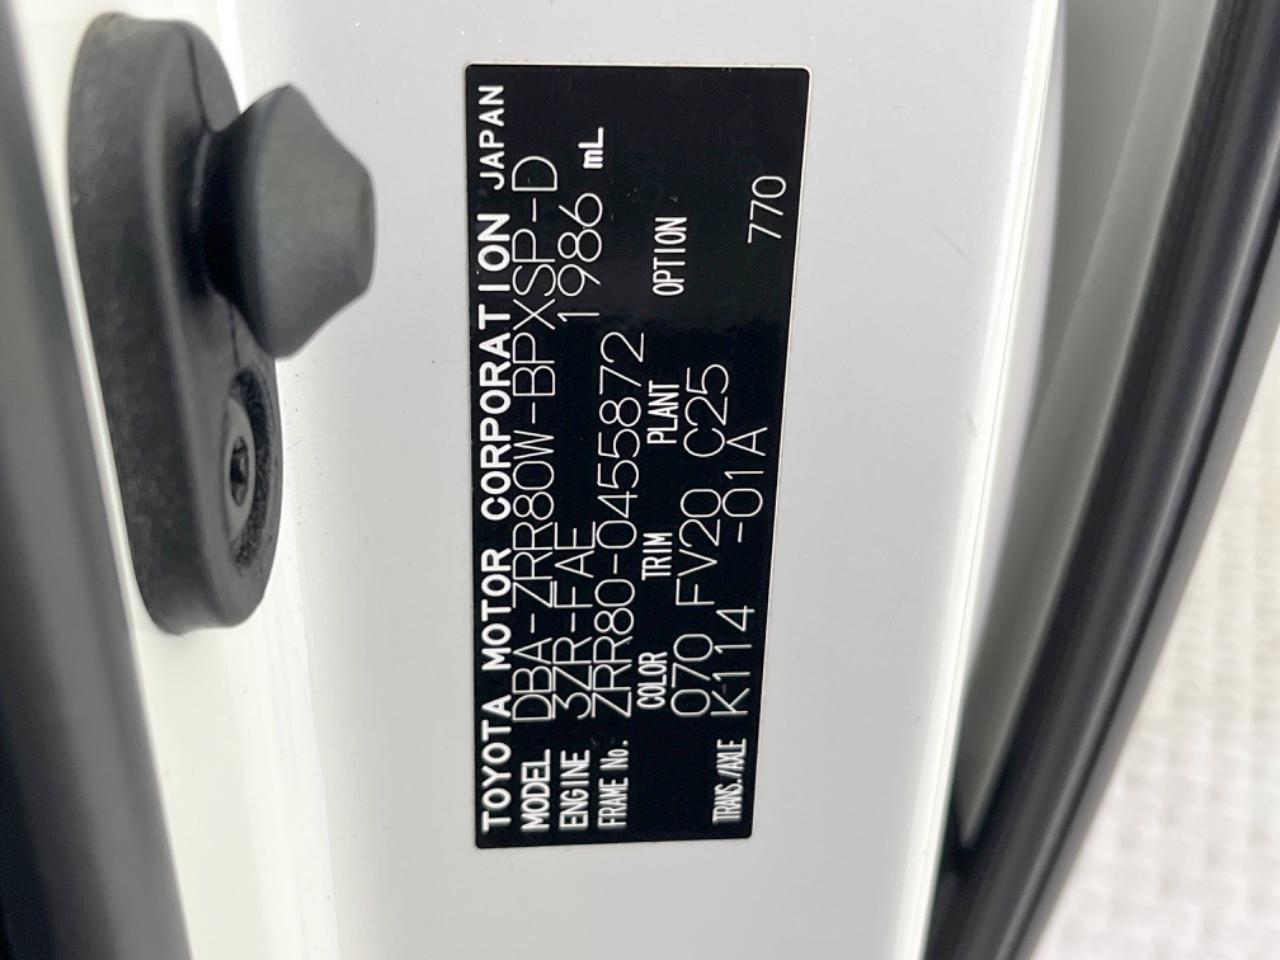 TOYOTA MOTOR CORPORATION JAPAN
MODEL DBA-ZRR80W-BPXSP-D
ENGINE 3ZR-FAE 1986 mL
FRAME No. ZRR80-0455872
COLOR TRIM PLANT OPTION
070 FV20 C25
TRANS./AXLE K114 -01A 770